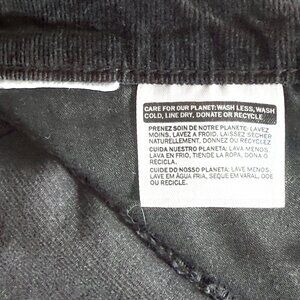 CARE FOR OUR PLANET: WASH LESS, WASH
COLD, LINE DRY, DONATE OR RECYCLE
PRENEZ SOIN DE NOTRE PLANETE: LAVEZ
MOINS, LAVEZ A FROID, LAISSEZ SÉCHER
NATURELLEMENT, DONNEZ OU RECYCLEZ
CUIDA NUESTRO PLANETA: LAVA MENOS,
LAVA EN FRIO, TIENDE LA ROPA, DONA O
RECICLA.
CUIDE DO NOSSO PLANETA: LAVE MENOS,
LAVE EM ÁGUA FRIA, SEQUE EM VARAL, DOE
OU RECICLE.